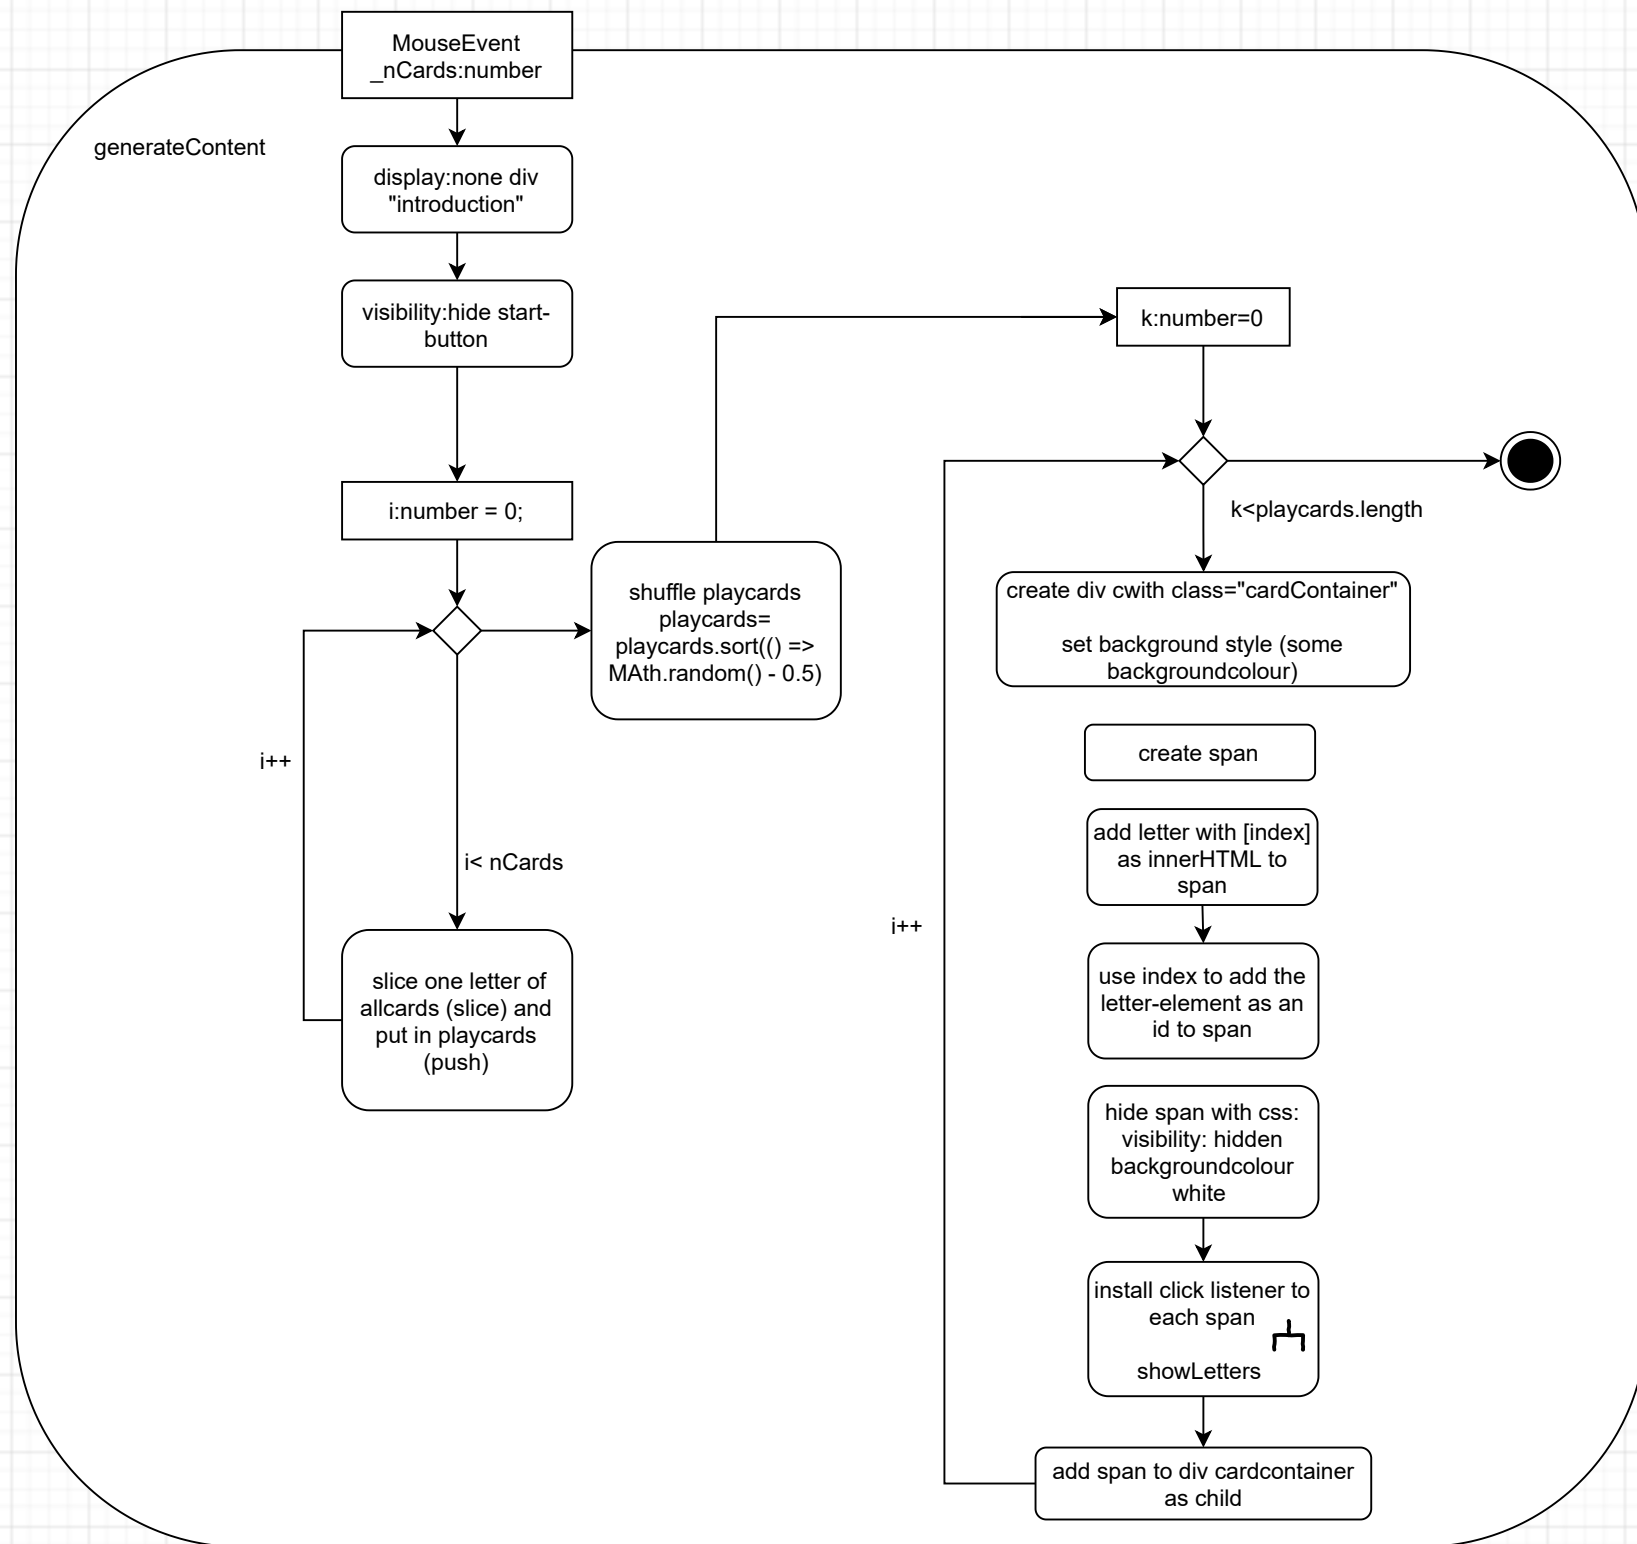 MouseEvent
_nCards:number
generateContent
display:none div
"introduction"
visibility:hide start-
button
i:number = 0;
i++
i< nCards
slice one letter of
allcards (slice) and
put in playcards
(push)
shuffle playcards
playcards=
playcards.sort(() =>
MAth.random() - 0.5)
k:number=0
k<playcards.length
create div cwith class="cardContainer"
set background style (some
backgroundcolour)
create span
add letter with [index]
as innerHTML to
span
i++
use index to add the
letter-element as an
id to span
hide span with css:
visibility: hidden
backgroundcolour
white
install click listener to
each span
showLetters
add span to div cardcontainer
as child